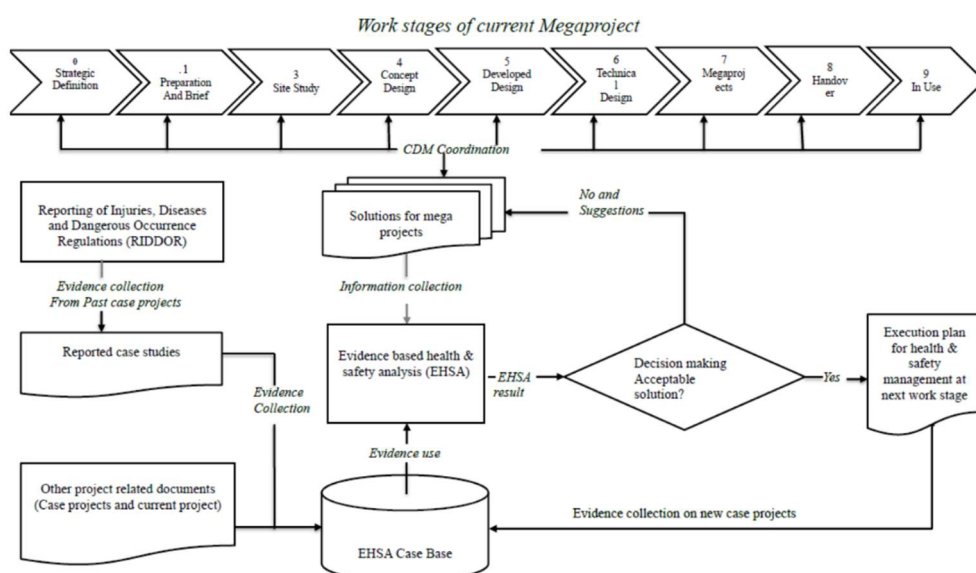 Work stages of current Megaproject
0
Strategic
Definition
.1
Preparation
And Brief
3
Site Study
4
Concept
Design
5
Developed
Design
6
Technica
l
Design
7
Megaproj
ects
8
Handov
er
9
In Use
CDM Coordination
Reporting of Injuries, Diseases
and Dangerous Occurrence
Regulations (RIDDOR)
Solutions for mega
projects
No and
Suggestions
Evidence collection
From Past case projects
Information collection
Reported case studies
Evidence based health &
safety analysis (EHSA)
EHSA
result
Decision making
Acceptable
solution?
Yes
Execution plan
for health &
safety
management at
next work stage
Evidence
Collection
Evidence use
Other project related documents
(Case projects and current project)
EHSA Case Base
Evidence collection on new case projects